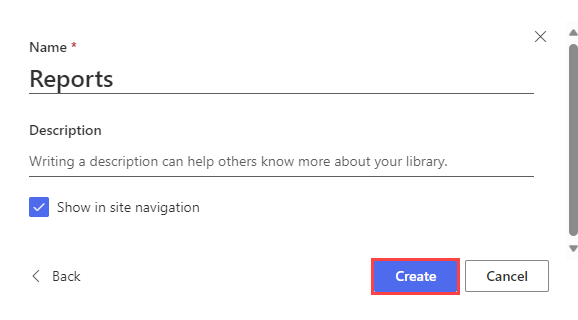 Name *
Reports
Description
Writing a description can help others know more about your library.
Show in site navigation
Back Create Cancel